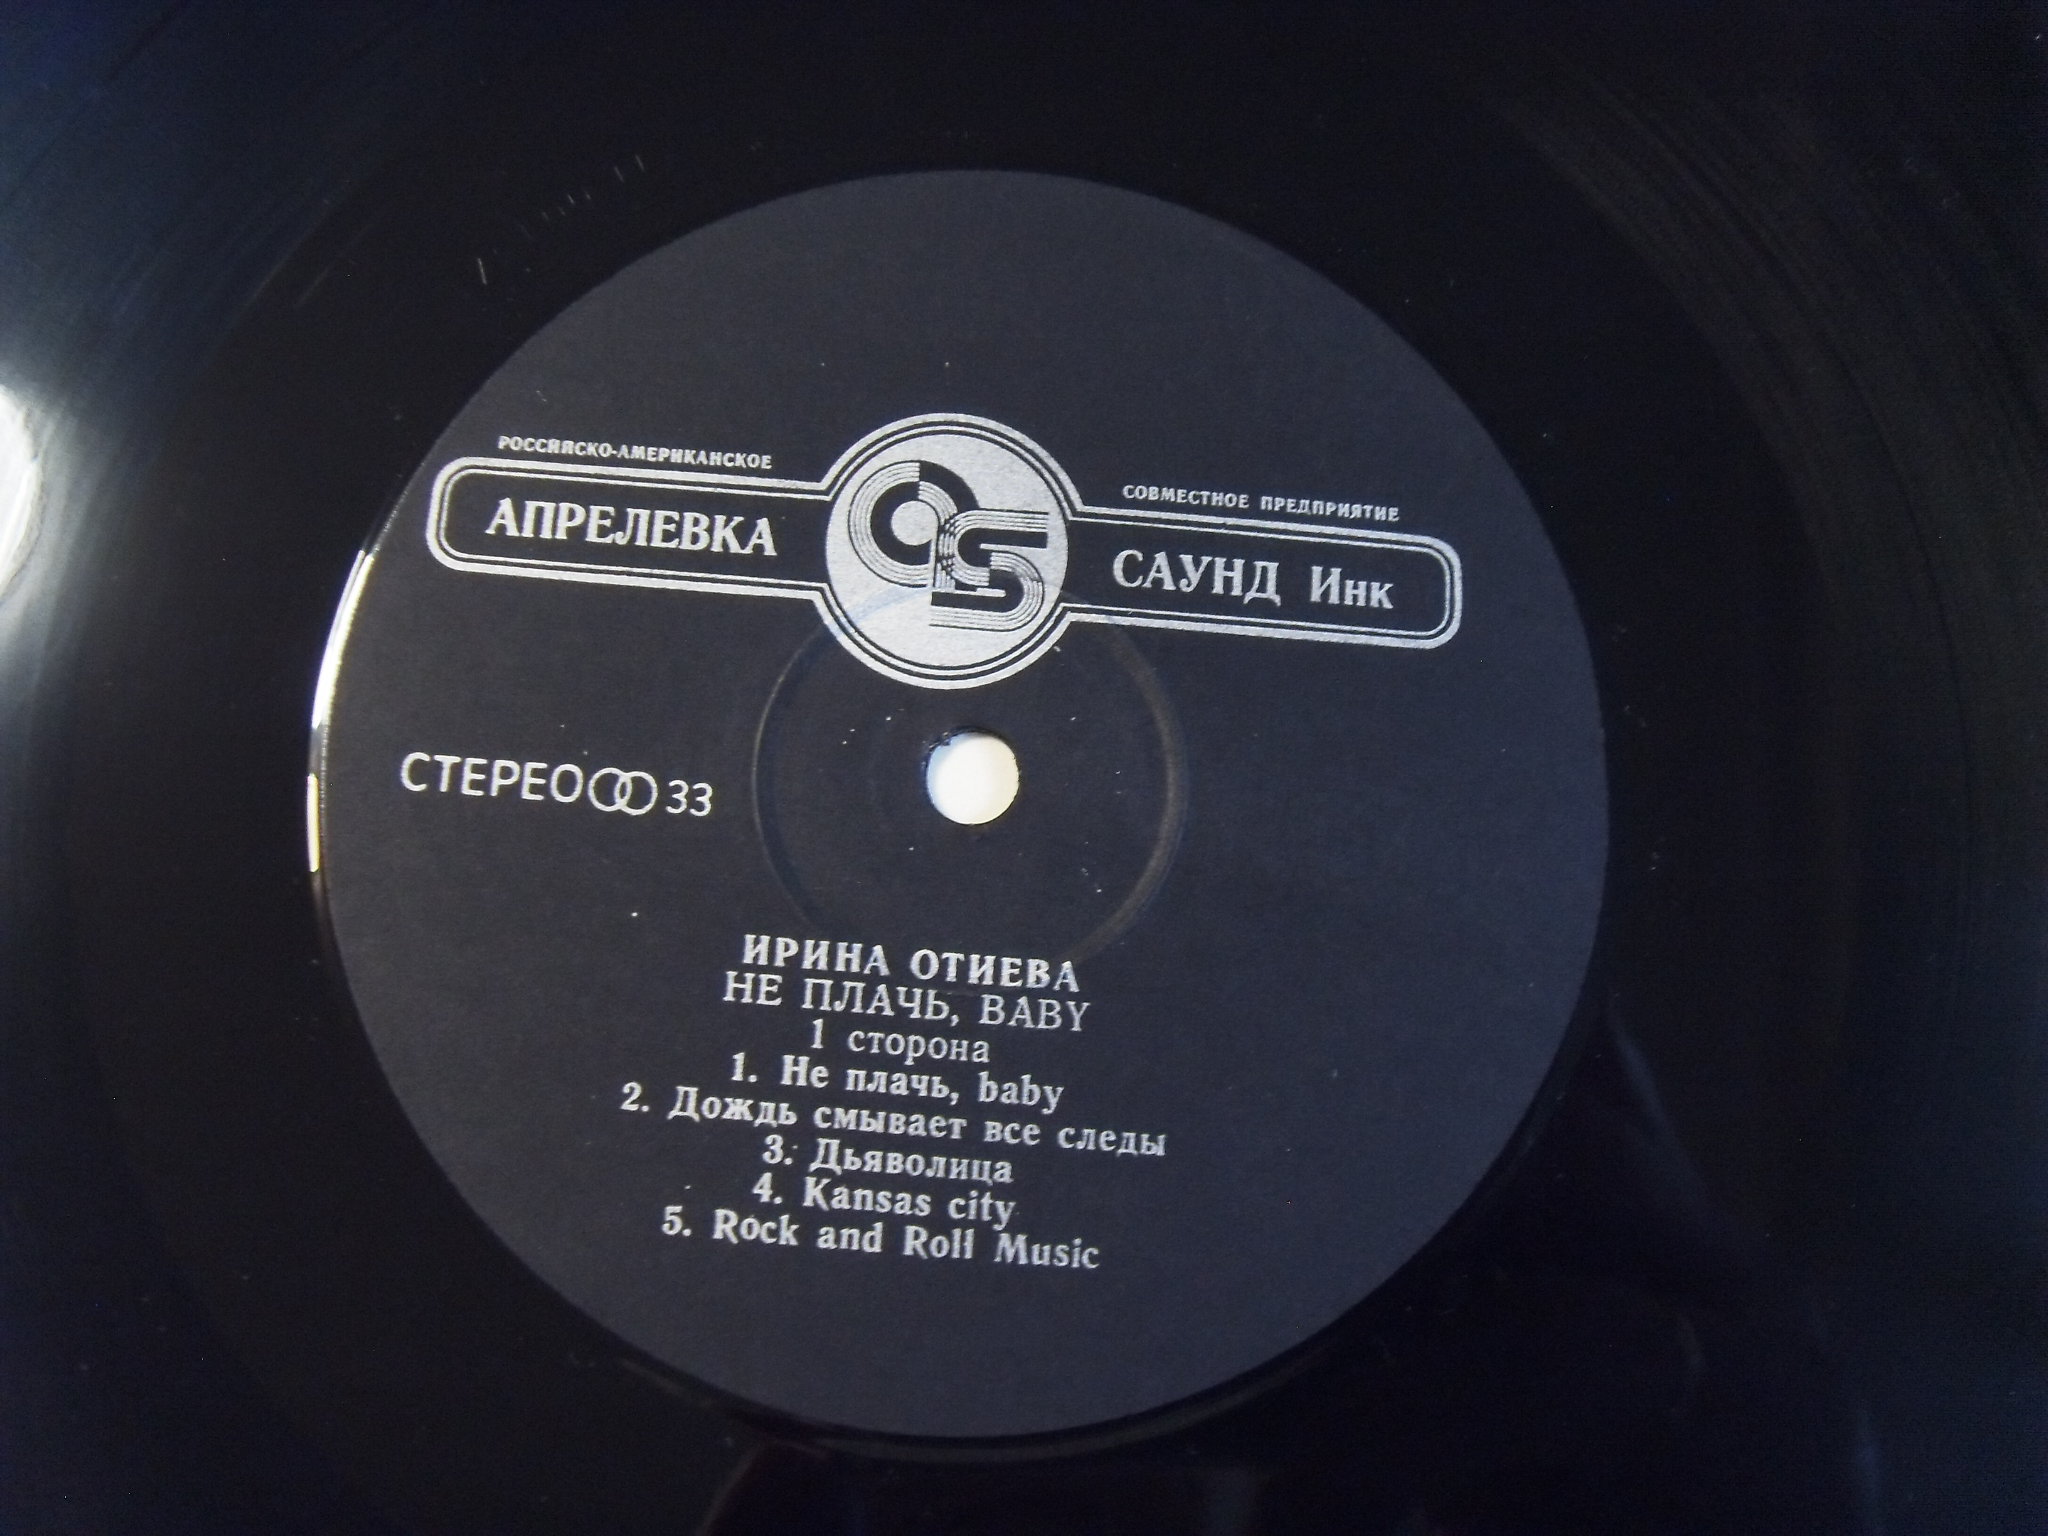 РОССИЙСКО-АМЕРИКАНСКОЕ
СОВМЕСТНОЕ ПРЕДПРИЯТИЕ
АПРЕЛЕВКА
САУНД Инк
СТЕРЕО 33
ИРИНА ОТИЕВА
НЕ ПЛАЧЬ, BABY
1 сторона
1. Не плачь, baby
2. Дождь смывает все следы
3. Дьяволица
4. Kansas city
5. Rock and Roll Music